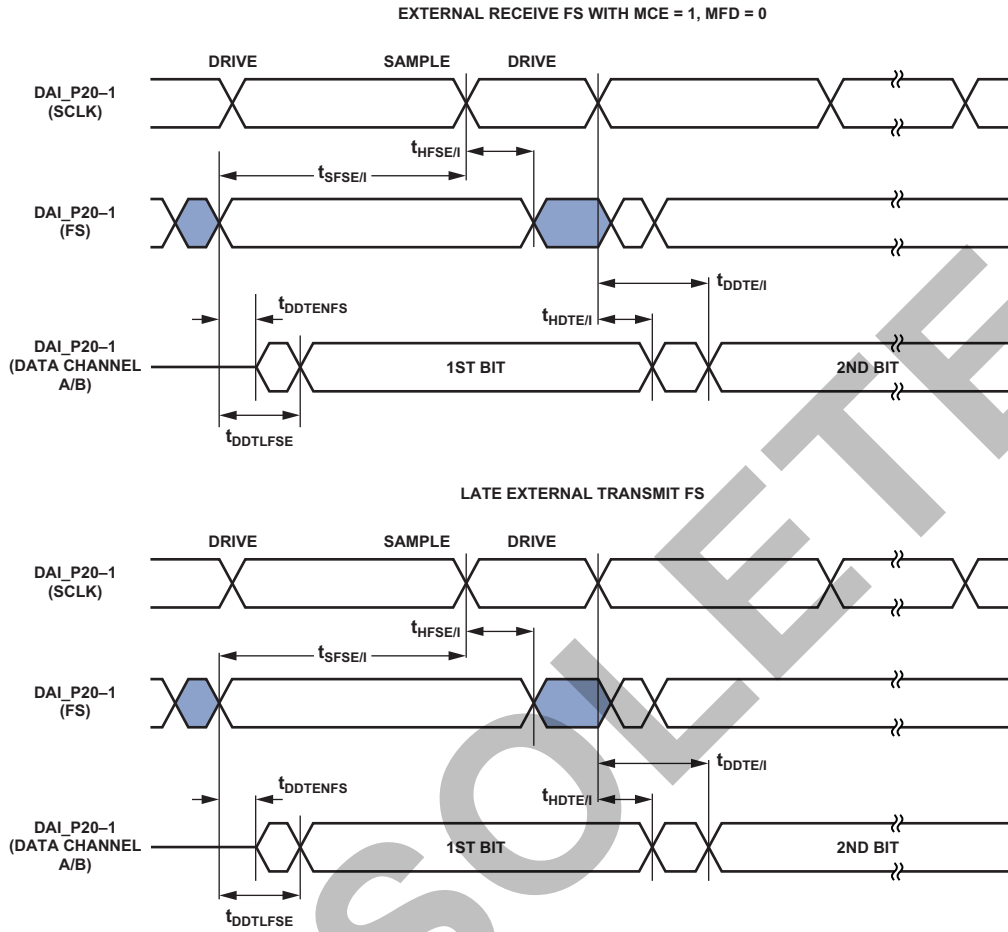 EXTERNAL RECEIVE FS WITH MCE = 1, MFD = 0
DRIVE SAMPLE DRIVE
DAI_P20–1
(SCLK)
tHFSE/I
tSFSE/I
DAI_P20–1
(FS)
tDDTE/I
tDDTENFS
tHDTE/I
DAI_P20–1
(DATA CHANNEL
A/B)
1ST BIT
2ND BIT
tDDTLFSE
LATE EXTERNAL TRANSMIT FS
DRIVE SAMPLE DRIVE
DAI_P20–1
(SCLK)
tHFSE/I
tSFSE/I
DAI_P20–1
(FS)
tDDTE/I
tDDTENFS
tHDTE/I
DAI_P20–1
(DATA CHANNEL
A/B)
1ST BIT
2ND BIT
tDDTLFSE
SOLETE